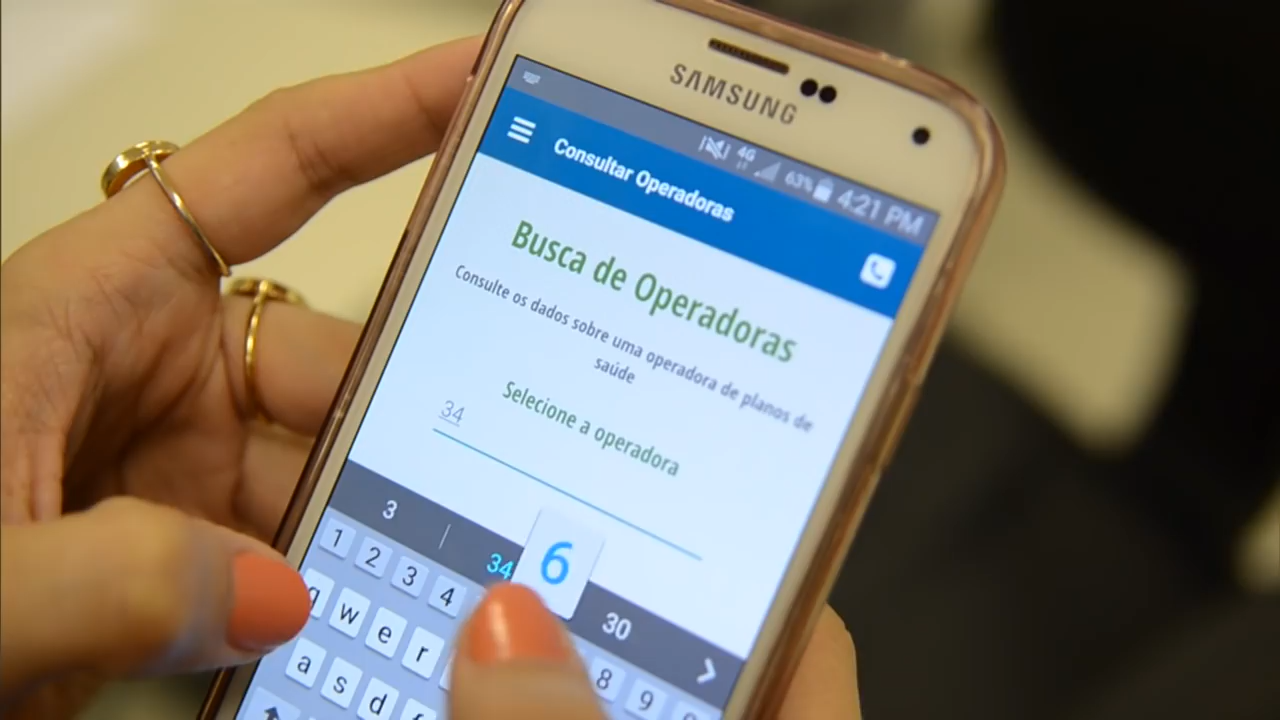 SAMSUNG
4G 63% 4:21 PM
Consultar Operadoras
Busca de Operadoras
Consulte os dados sobre uma operadora de planos de
saúde
Selecione a operadora
34
3 34 30
6
1 2 3 4 8 9
q w e r
a s d f